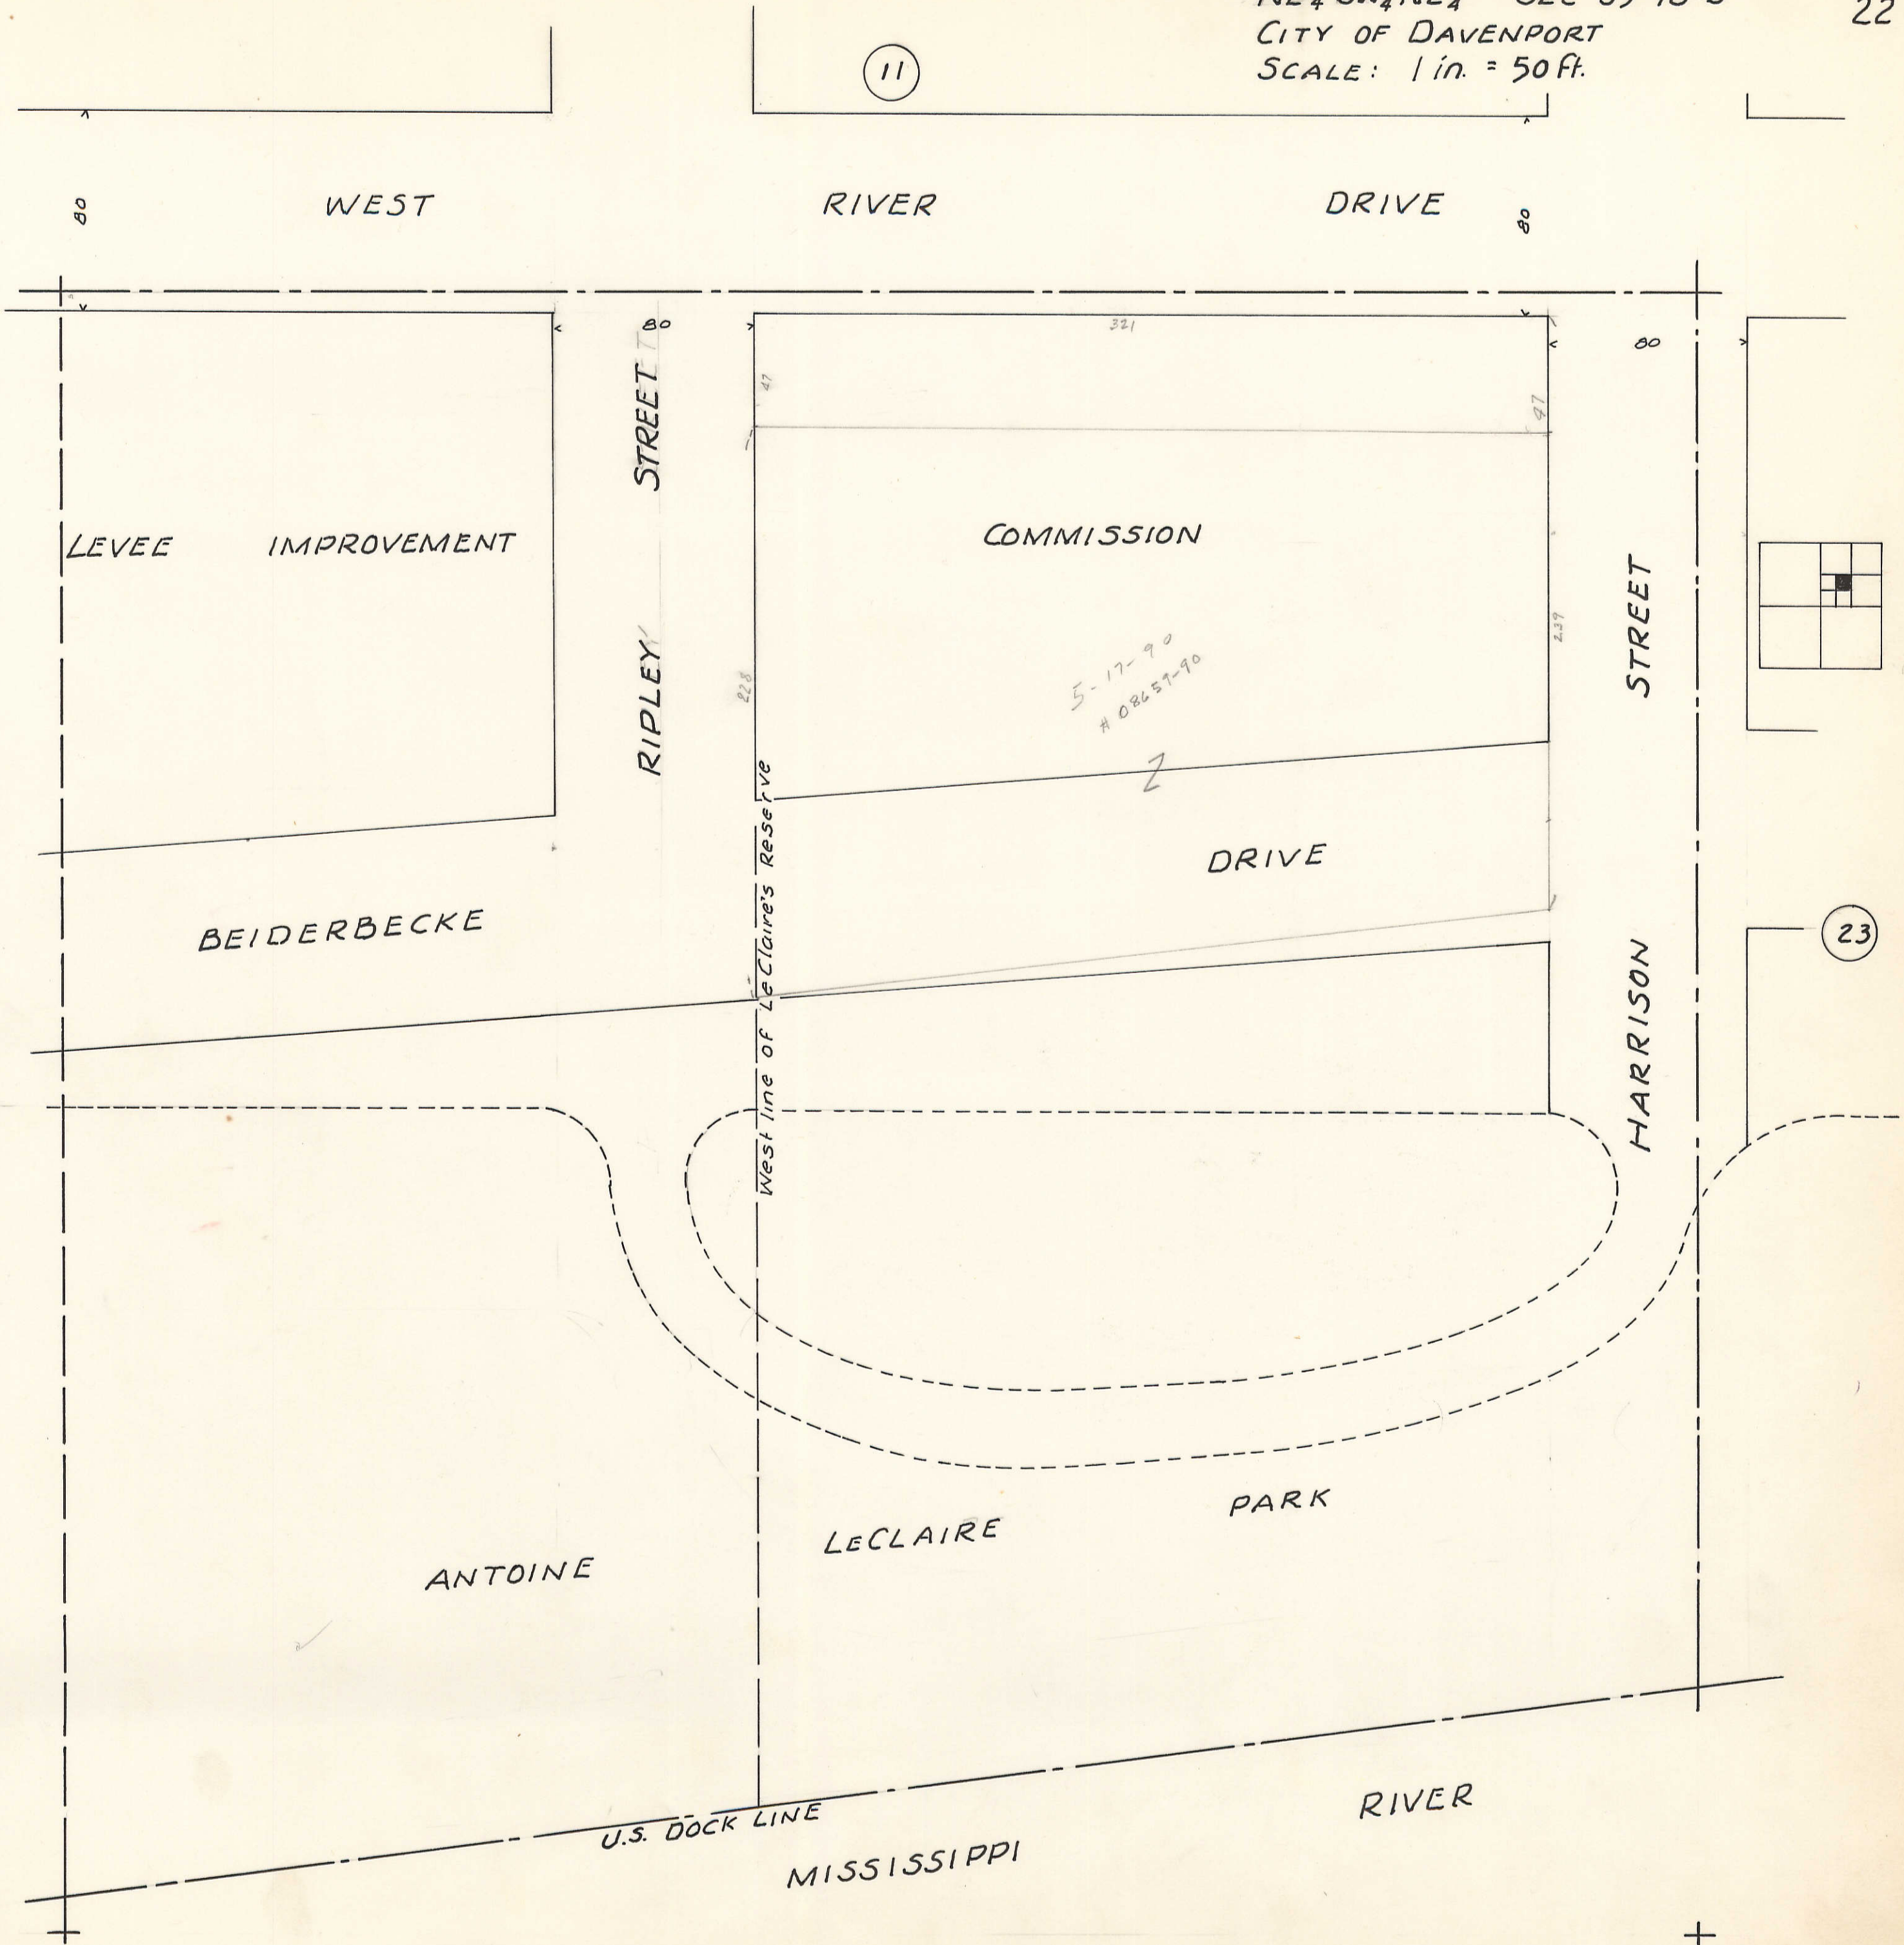 22
CITY OF DAVENPORT
SCALE: 1 in. = 50 ft.
11
80
WEST RIVER DRIVE
80
80
321
80
47
47
STREET
LEVEE IMPROVEMENT
COMMISSION
RIPLEY
228
239
5-17-90
STREET
2
West line of LeClaire's Reserve
DRIVE
BEIDERBECKE
23
HARRISON
PARK
LECLAIRE
ANTOINE
RIVER
U.S. DOCK LINE
MISSISSIPPI